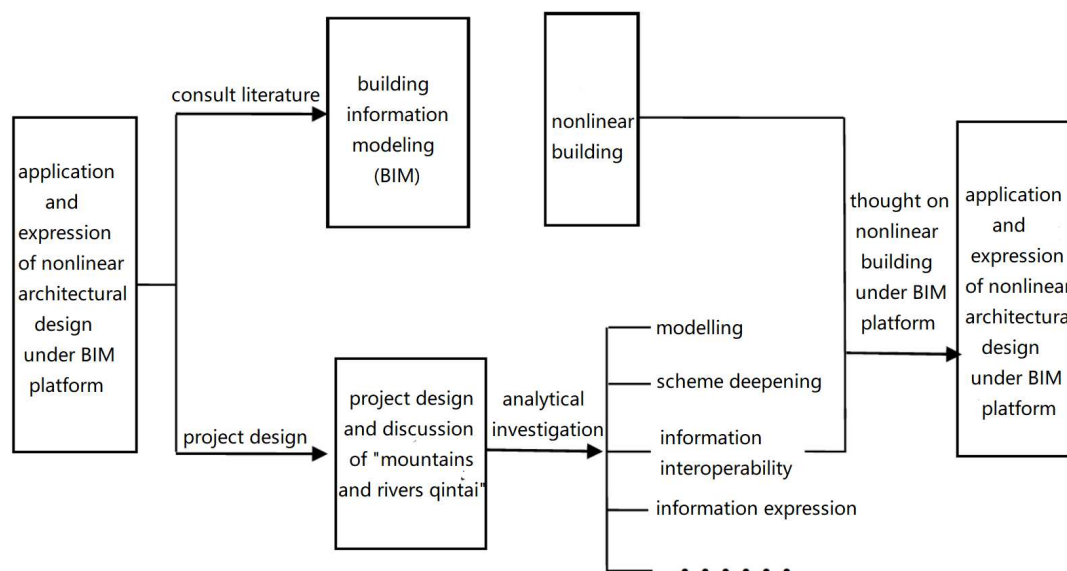 application
and
expression
of nonlinear
architectural
design
under BIM
platform
consult literature
building
information
modeling
(BIM)
nonlinear
building
project design
project design
and discussion
of "mountains
and rivers qintai"
analytical
investigation
modelling
scheme deepening
information
interoperability
information expression
● ● ● ● ● ●
thought on
nonlinear
building
under BIM
platform
application
and
expression
of nonlinear
architectura
design
under BIM
platform